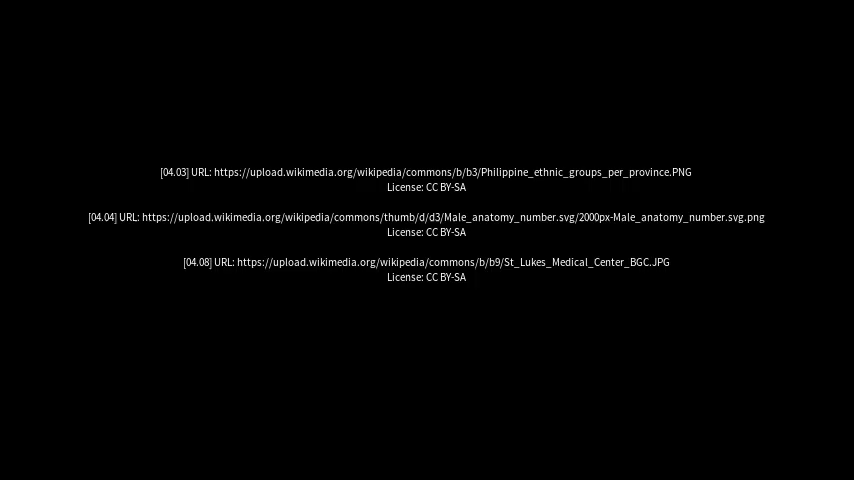 [04.03] URL: https://upload.wikimedia.org/wikipedia/commons/b/b3/Philippine_ethnic_groups_per_province.PNG
License: CC BY-SA
[04.04] URL: https://upload.wikimedia.org/wikipedia/commons/thumb/d/d3/Male_anatomy_number.svg/2000px-Male_anatomy_number.svg.png
License: CC BY-SA
[04.08] URL: https://upload.wikimedia.org/wikipedia/commons/b/b9/St_Lukes_Medical_Center_BGC.JPG
License: CC BY-SA